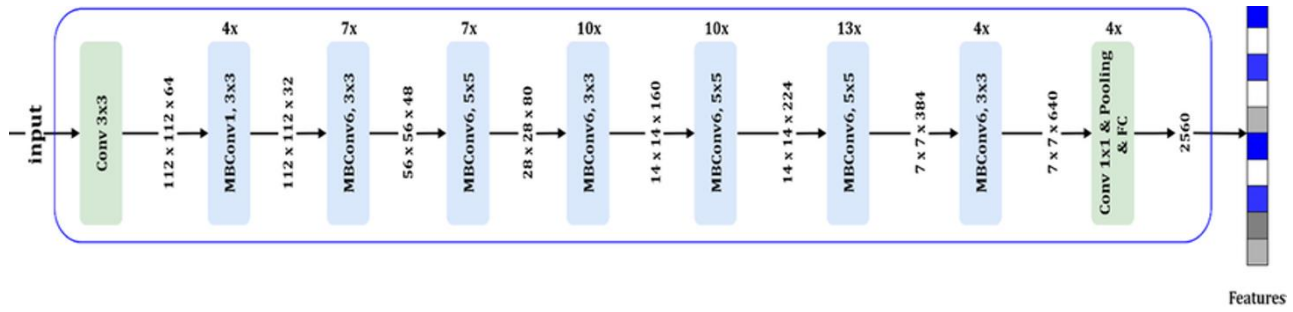 4x
7x
7x
10x
10x
13x
4x
4x
input
Conv 3x3
112 x 112 x 64
MBConv1, 3x3
112 x 112 x 32
MBConv6, 3x3
56 x 56 x 48
MBConv6, 5x5
28 x 28 x 80
MBConv6, 3x3
14 x 14 x 160
MBConv6, 5x5
14 x 14 x 224
MBConv6, 5x5
7 x 7 x 384
MBConv6, 3x3
7 x 7 x 640
Conv 1x1 & Pooling
& FC
2560
Features